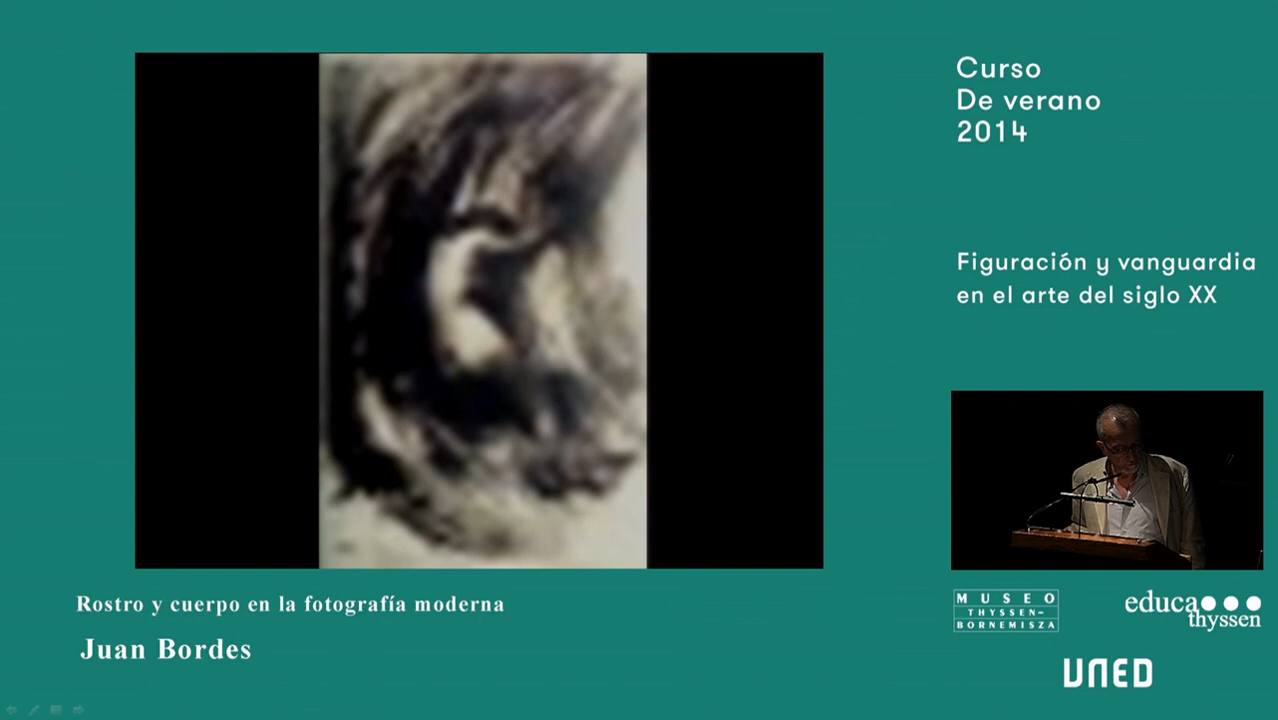 Curso
De verano
2014
Figuración y vanguardia
en el arte del siglo XX
Rostro y cuerpo en la fotografía moderna
Juan Bordes
MUSEO
THYSSEN-
BORNEMISZA
educa
thyssen
UNED